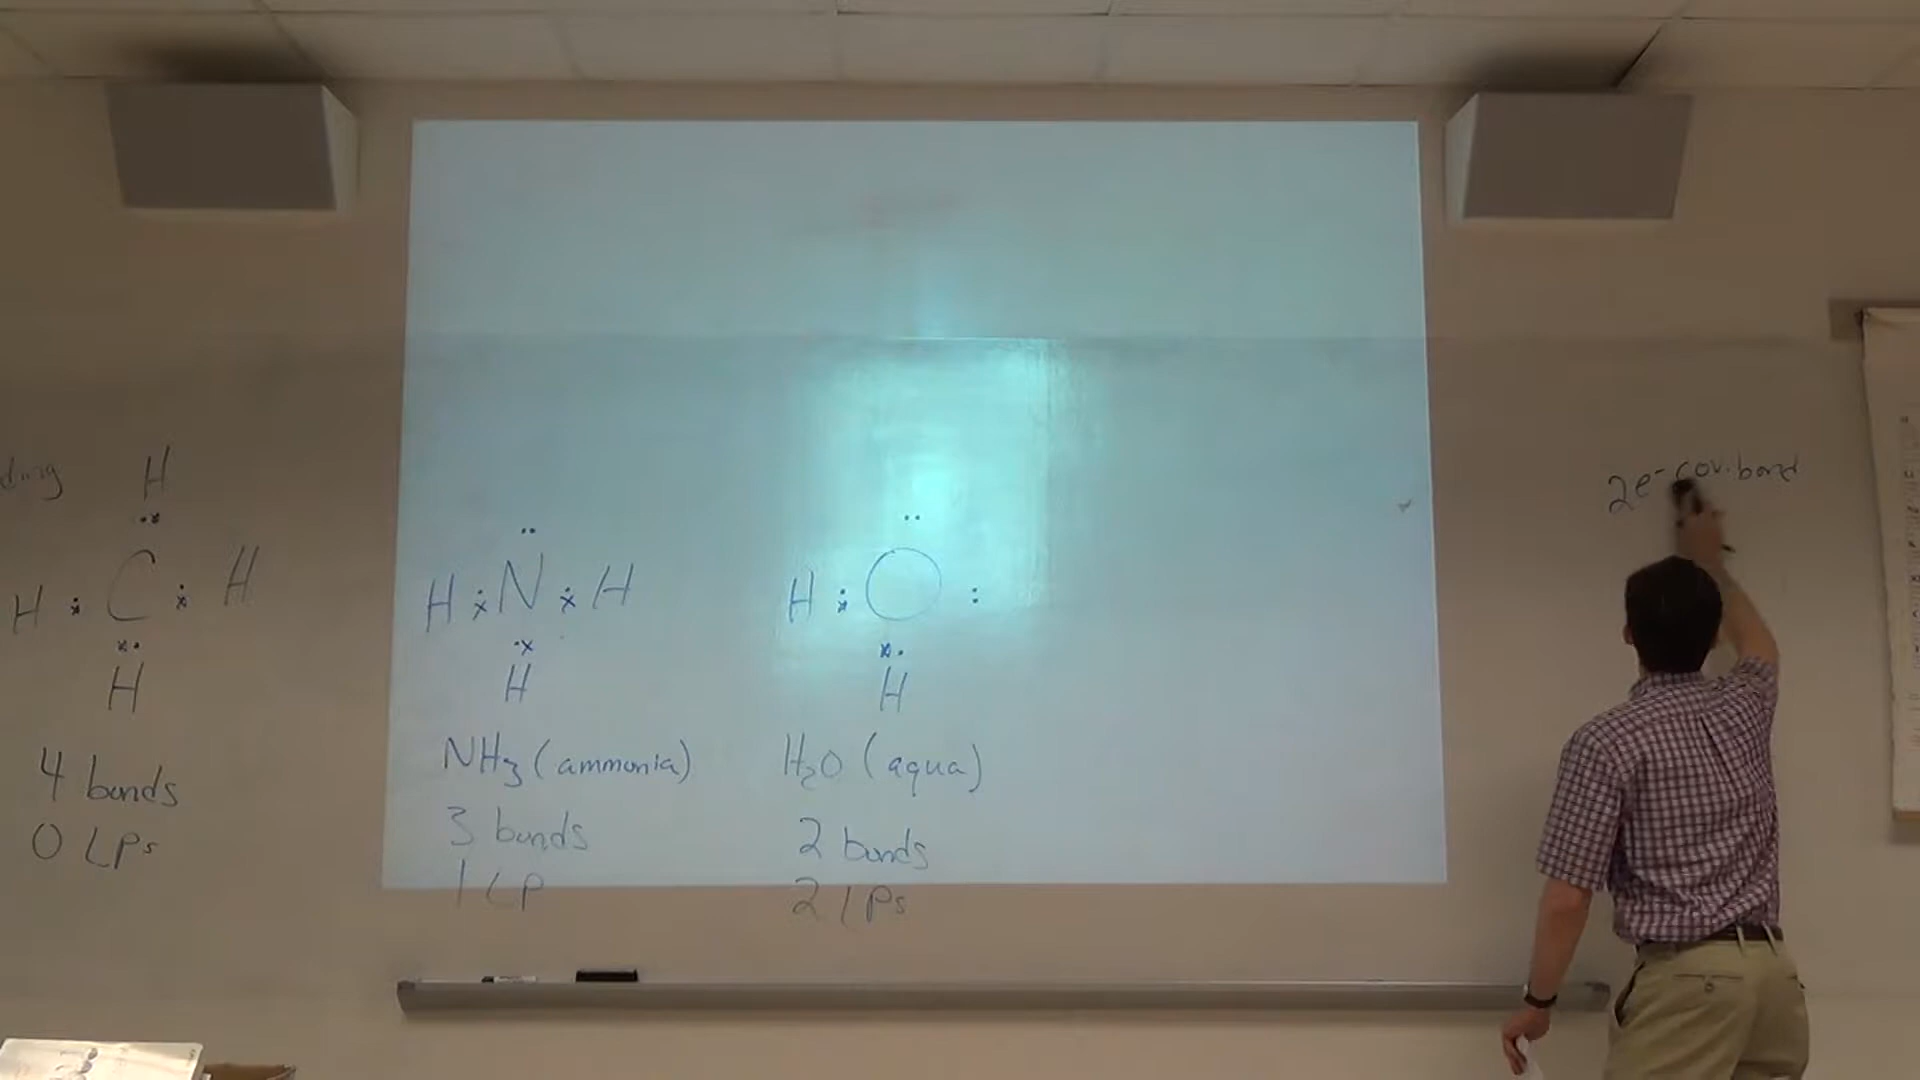 H
H C H
H
4 bonds
0 LPs
H N H
H
NH3 (ammonia)
3 bonds
1 LP
H O
H
H2O (aqua)
2 bonds
2 LPs
2e- cov. bond